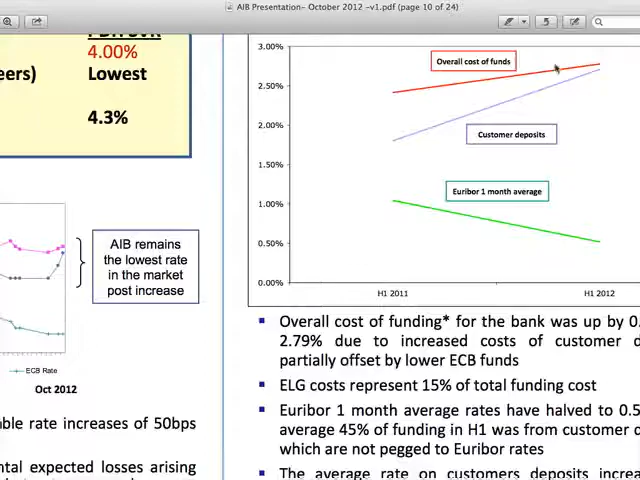 AIB Presentation- October 2012 -v1.pdf (page 10 of 24)
4.00%
eers) Lowest
4.3%
AIB remains
the lowest rate
in the market
post increase
ECB Rate
Oct 2012
ble rate increases of 50bps
ntal expected losses arising
3.00%
2.50%
2.00%
1.50%
1.00%
0.50%
0.00%
Overall cost of funds
Customer deposits
Euribor 1 month average
H1 2011
H1 2012
Overall cost of funding* for the bank was up by 0.
2.79% due to increased costs of customer d
partially offset by lower ECB funds
ELG costs represent 15% of total funding cost
Euribor 1 month average rates have halved to 0.5
average 45% of funding in H1 was from customer d
which are not pegged to Euribor rates
The average rate on customers deposits increa